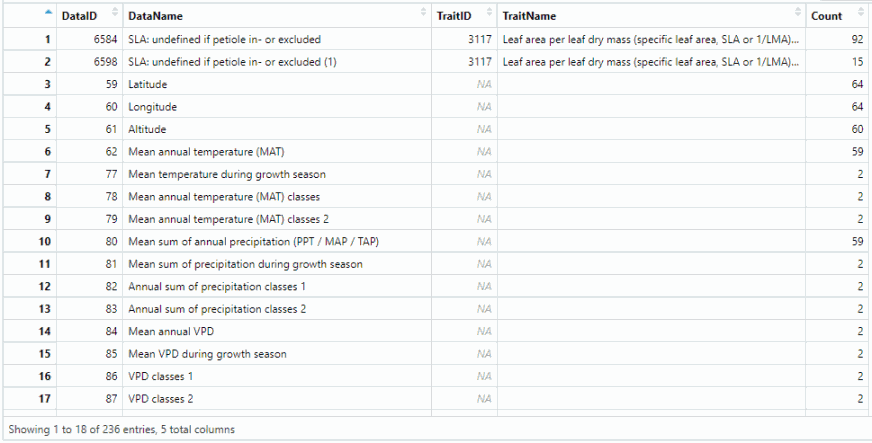 DataID DataName TraitID TraitName Count
1 6584 SLA: undefined if petiole in- or excluded 3117 Leaf area per leaf dry mass (specific leaf area, SLA or 1/LMA)... 92
2 6598 SLA: undefined if petiole in- or excluded (1) 3117 Leaf area per leaf dry mass (specific leaf area, SLA or 1/LMA)... 15
3 59 Latitude NA 64
4 60 Longitude NA 64
5 61 Altitude NA 60
6 62 Mean annual temperature (MAT) NA 59
7 77 Mean temperature during growth season NA 2
8 78 Mean annual temperature (MAT) classes NA 2
9 79 Mean annual temperature (MAT) classes 2 NA 2
10 80 Mean sum of annual precipitation (PPT / MAP / TAP) NA 59
11 81 Mean sum of precipitation during growth season NA 2
12 82 Annual sum of precipitation classes 1 NA 2
13 83 Annual sum of precipitation classes 2 NA 2
14 84 Mean annual VPD NA 2
15 85 Mean VPD during growth season NA 2
16 86 VPD classes 1 NA 2
17 87 VPD classes 2 NA 2
Showing 1 to 18 of 236 entries, 5 total columns